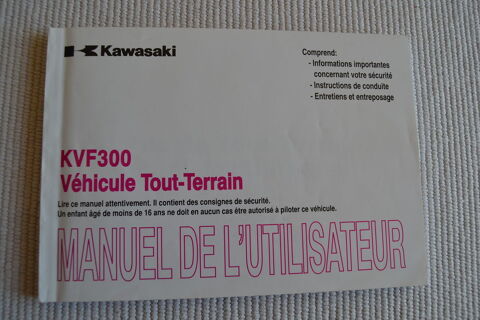 Kawasaki
Comprend:
- Informations importantes
concernant votre sécurité
- Instructions de conduite
- Entretiens et entreposage
KVF300
Véhicule Tout-Terrain
Lire ce manuel attentivement. Il contient des consignes de sécurité.
Un enfant âgé de moins de 16 ans ne doit en aucun cas être autorisé à piloter ce véhicule.
MANUEL DE L'UTILISATEUR